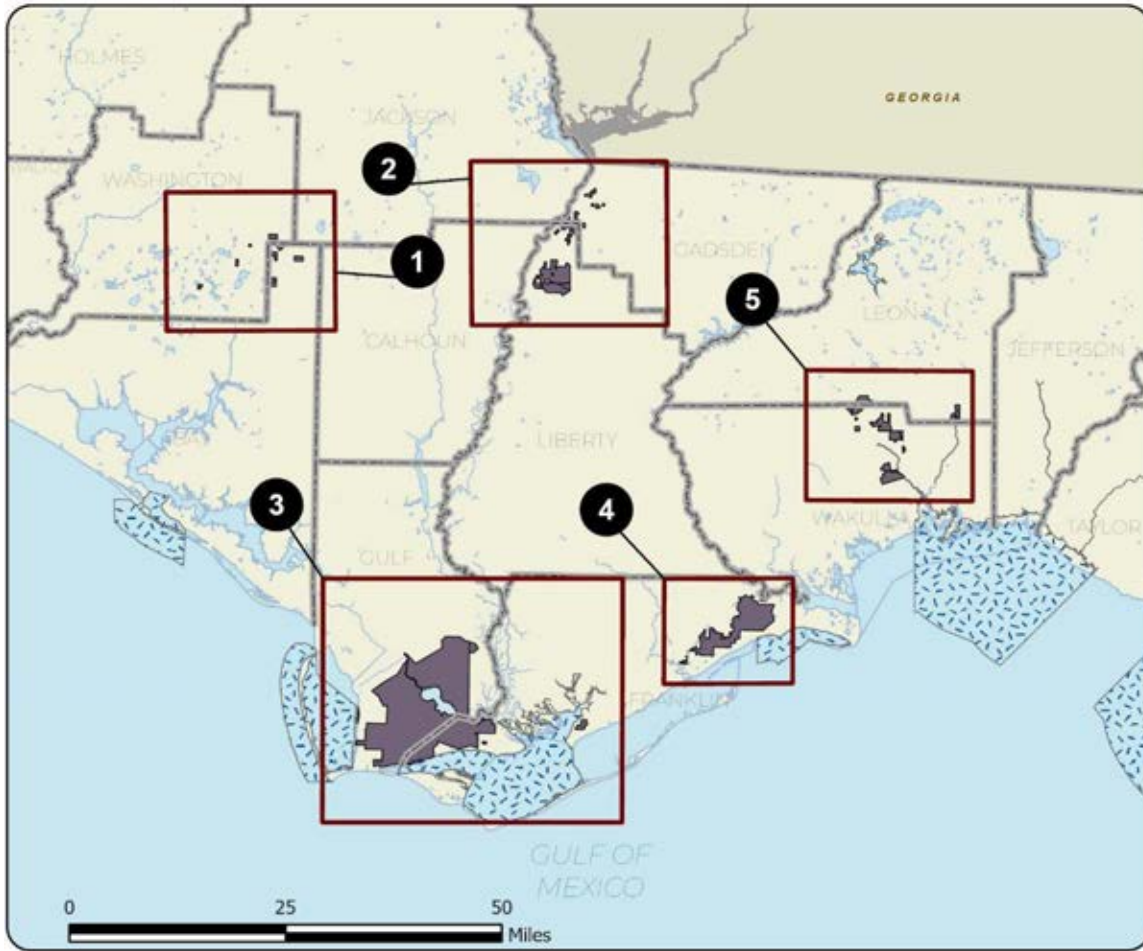 HOLMES
GEORGIA
JACKSON
2
WASHINGTON
GADSDEN
1
5
LEON
CALHOUN
JEFFERSON
LIBERTY
3
4
WAKULLA
TAYLOR
GULF
FRANKLIN
GULF OF
MEXICO
0 25 50
Miles